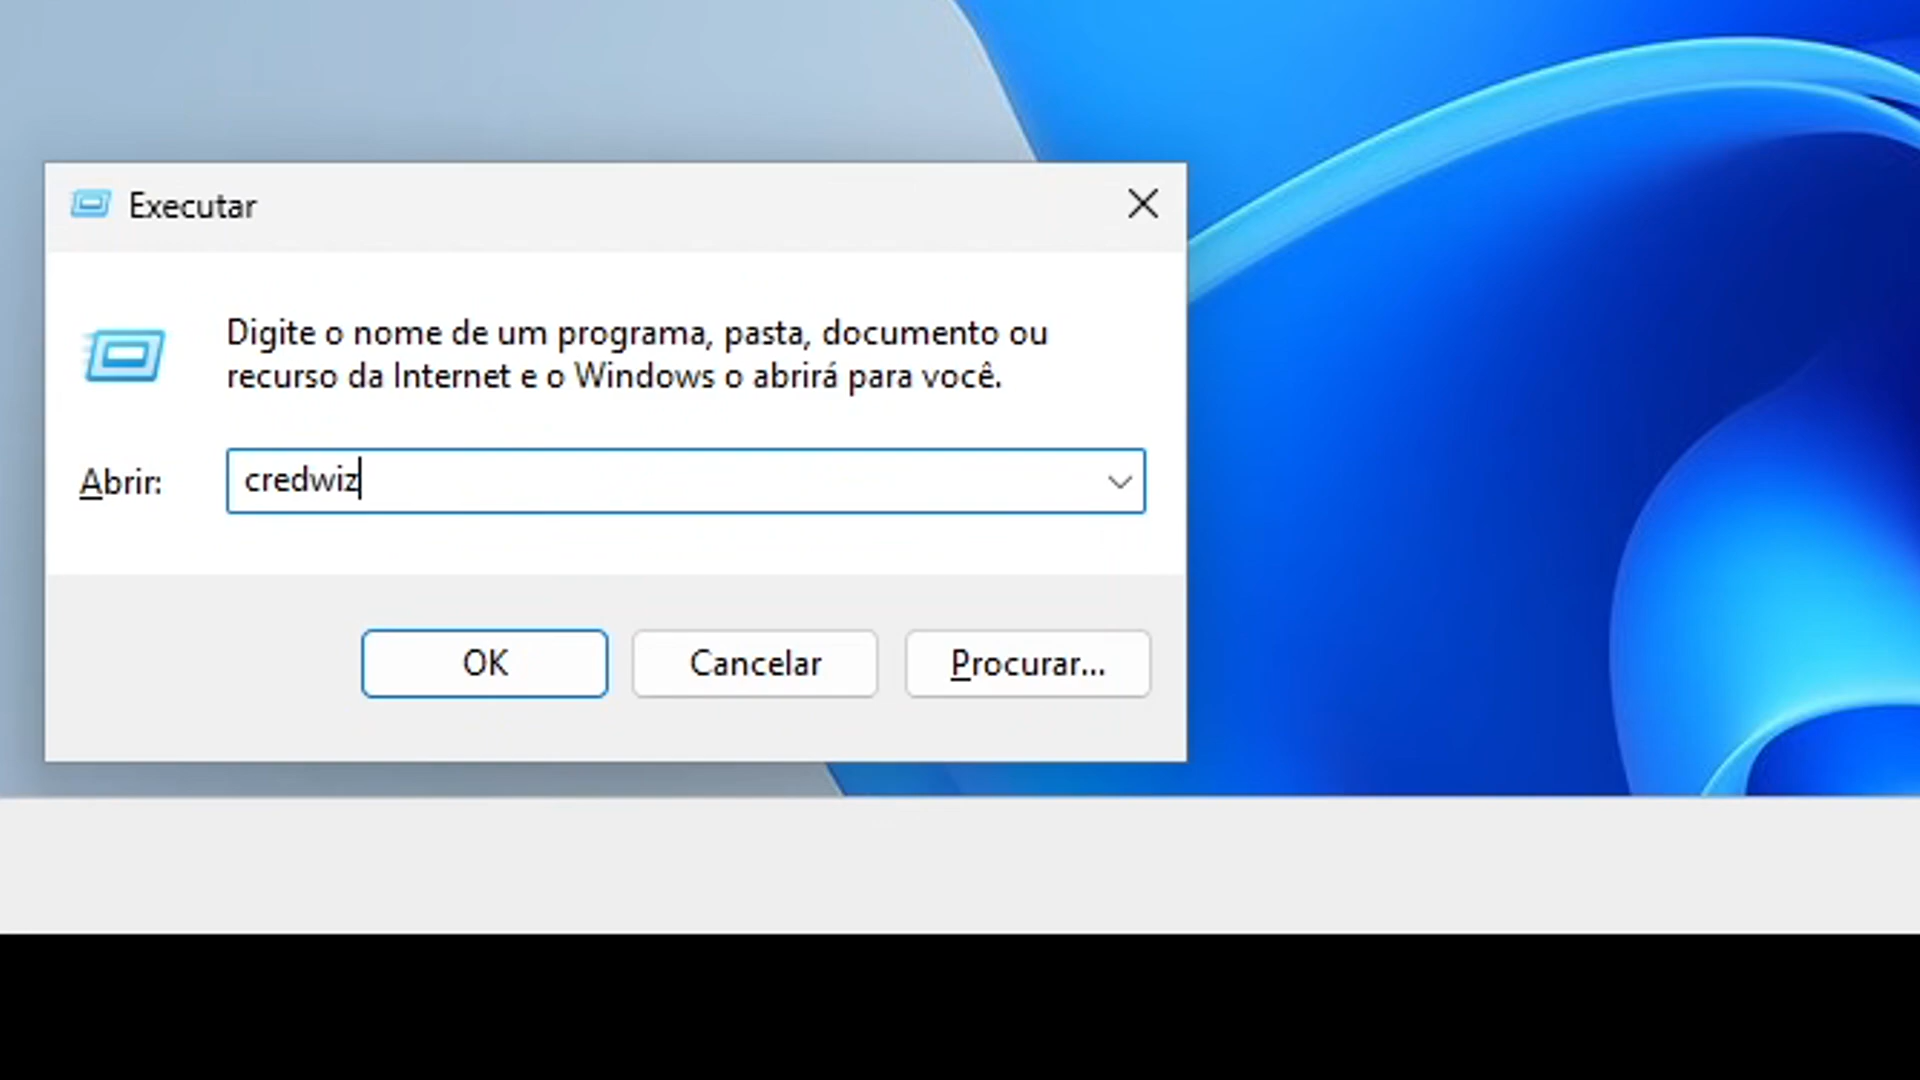 Executar
Digite o nome de um programa, pasta, documento ou
recurso da Internet e o Windows o abrirá para você.
Abrir: credwiz
OK Cancelar Procurar...